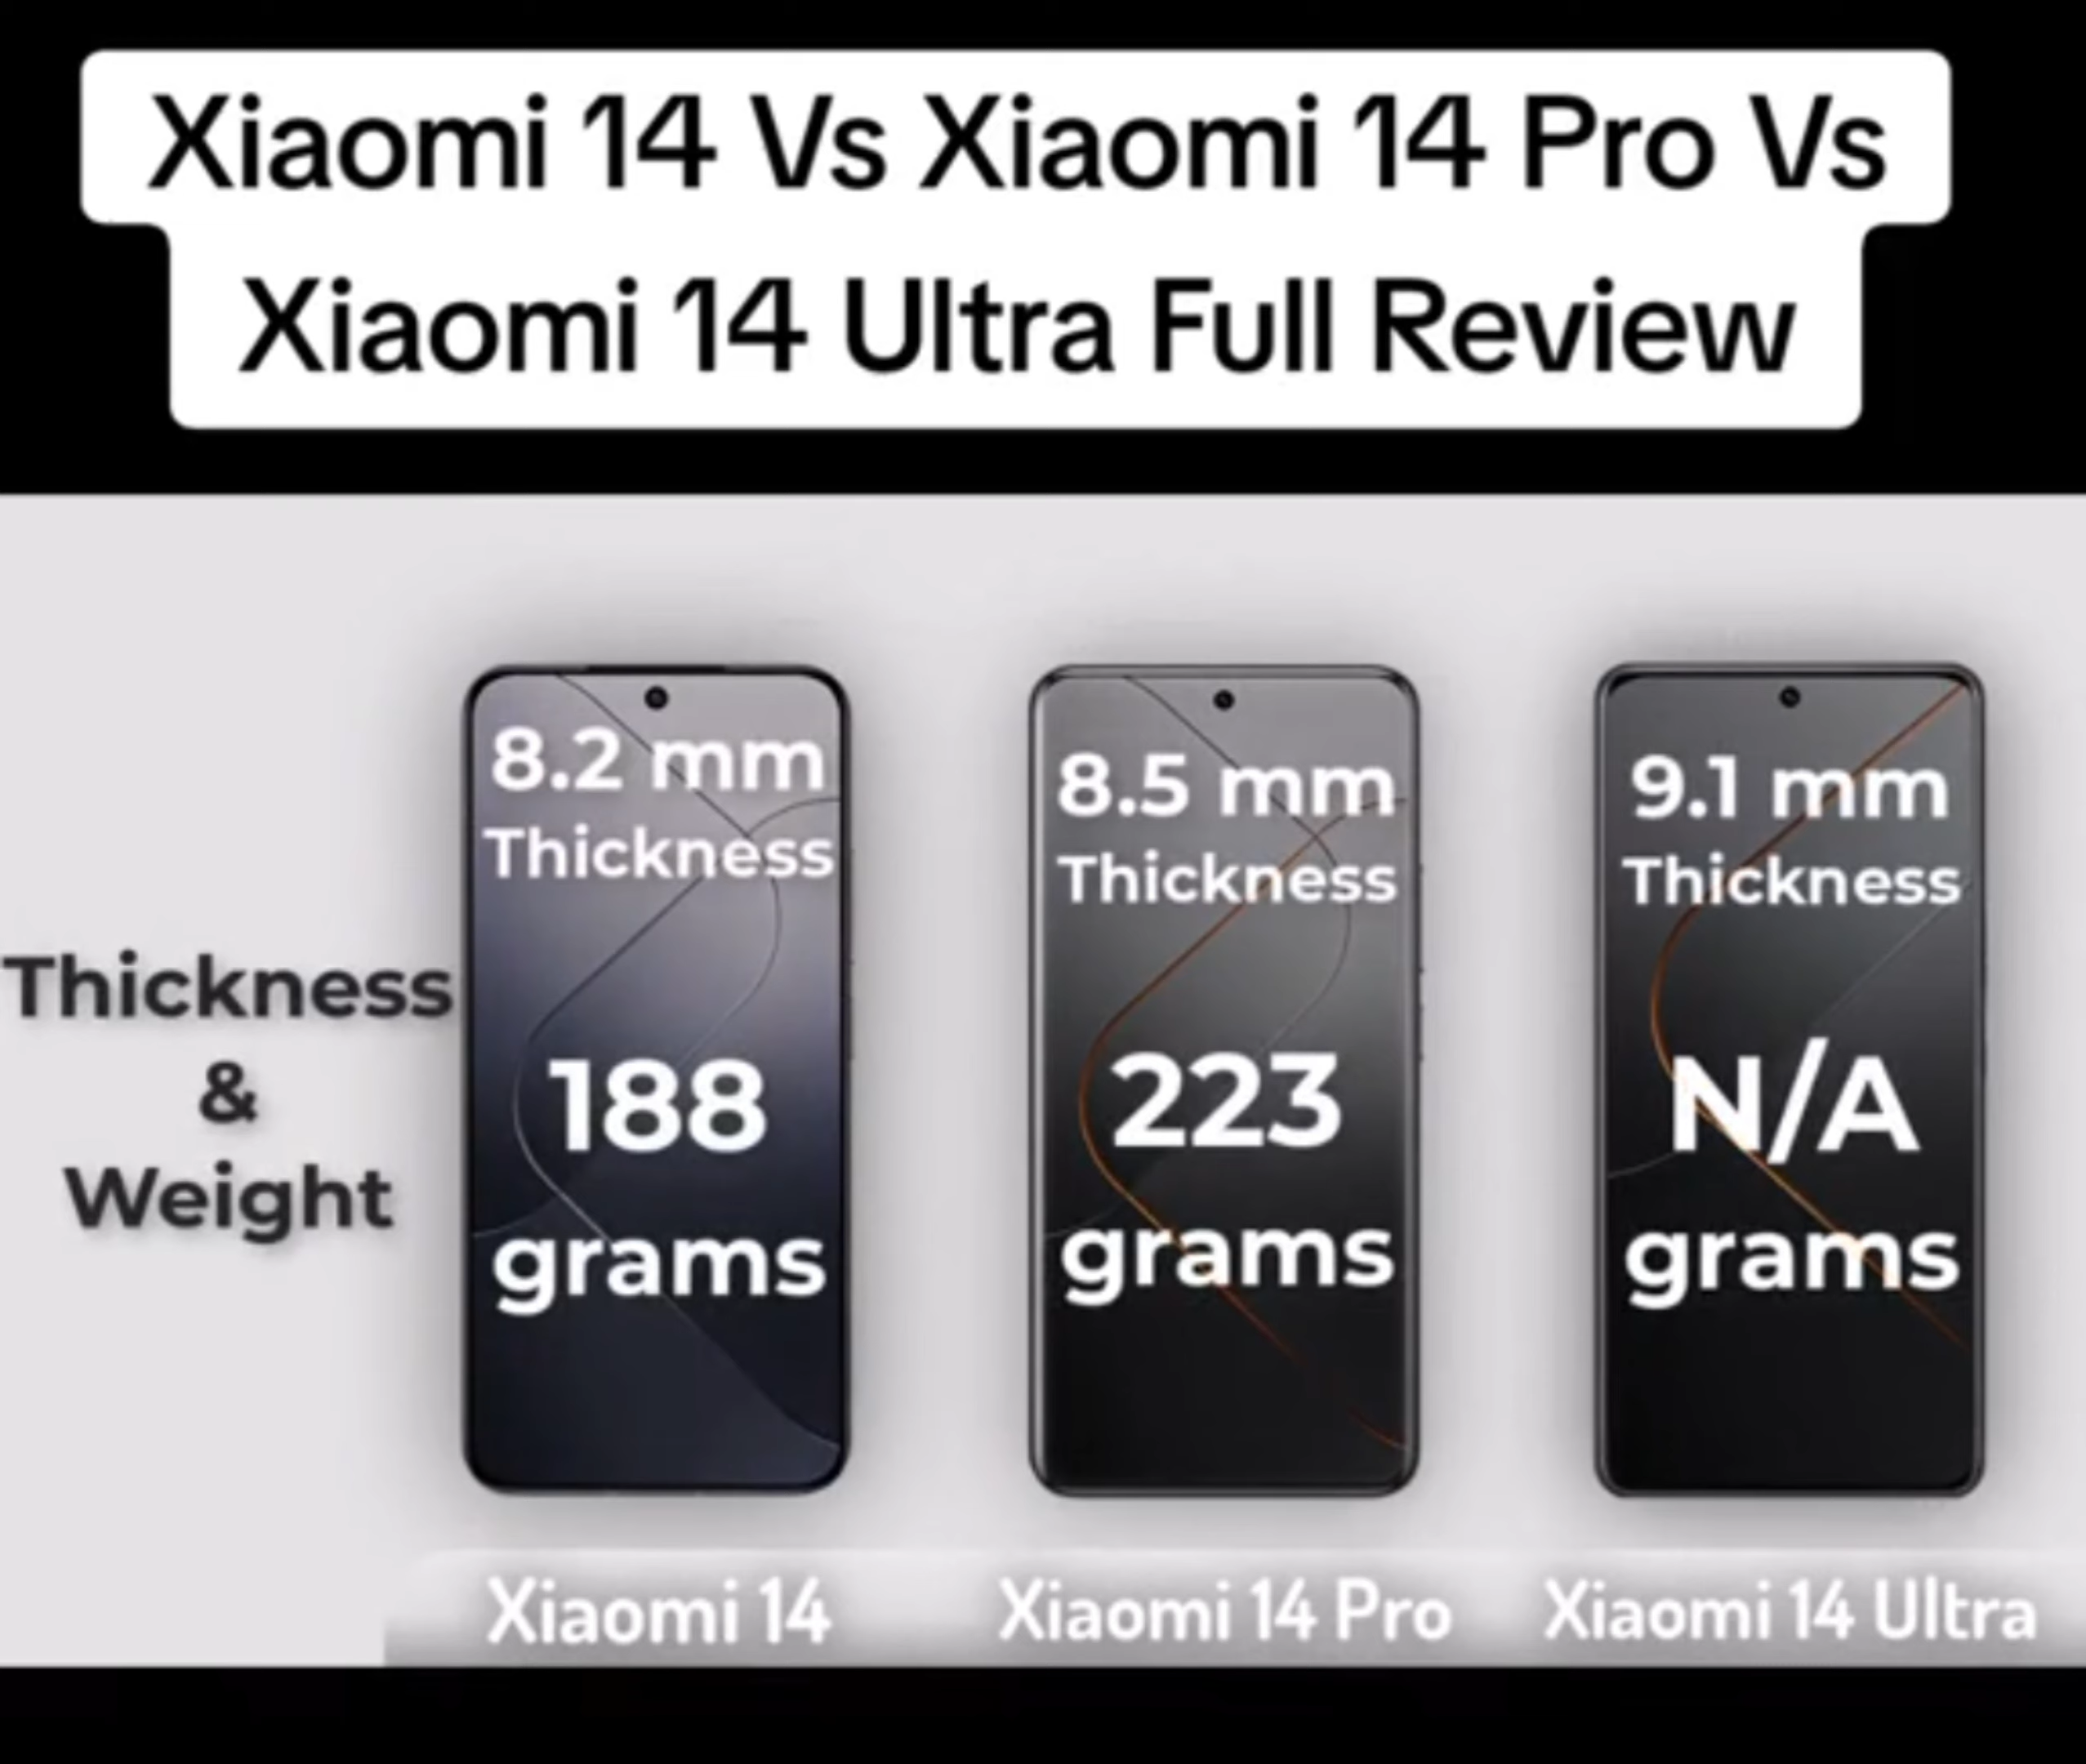 Xiaomi 14 Vs Xiaomi 14 Pro Vs
Xiaomi 14 Ultra Full Review
Thickness
&
Weight
8.2 mm
Thickness
188
grams
8.5 mm
Thickness
223
grams
9.1 mm
Thickness
N/A
grams
Xiaomi 14
Xiaomi 14 Pro
Xiaomi 14 Ultra